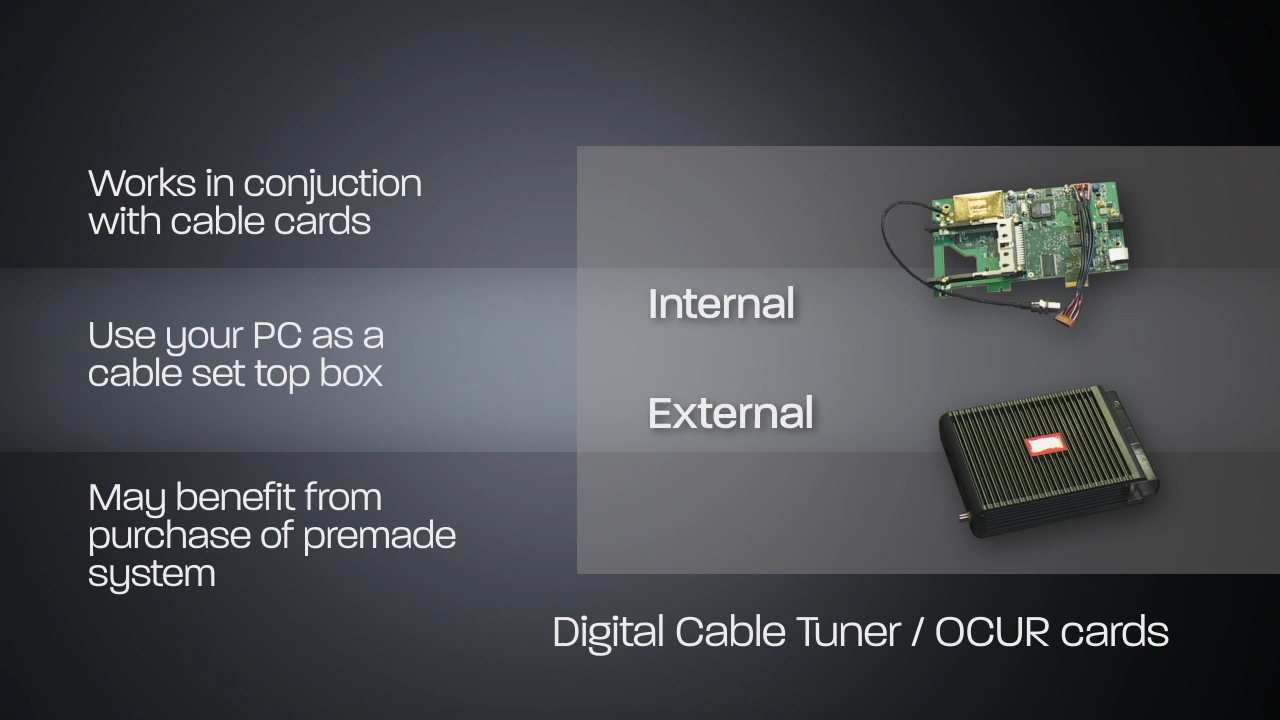 Works in conjuction
with cable cards
Use your PC as a
cable set top box
May benefit from
purchase of premade
system
Internal
External
Digital Cable Tuner / OCUR cards